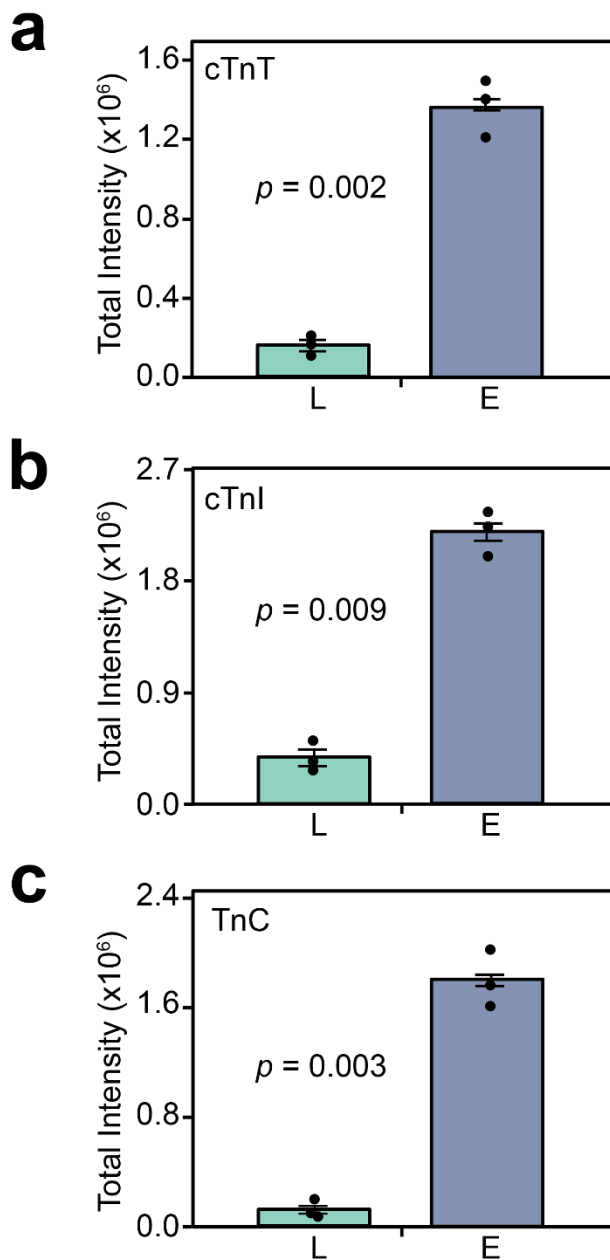 a
cTnT
Total Intensity (x10⁶)
1.6
1.2
0.8
0.4
0.0
p = 0.002
L E
b
cTnI
Total Intensity (x10⁶)
2.7
1.8
0.9
0.0
p = 0.009
L E
c
TnC
Total Intensity (x10⁶)
2.4
1.6
0.8
0.0
p = 0.003
L E